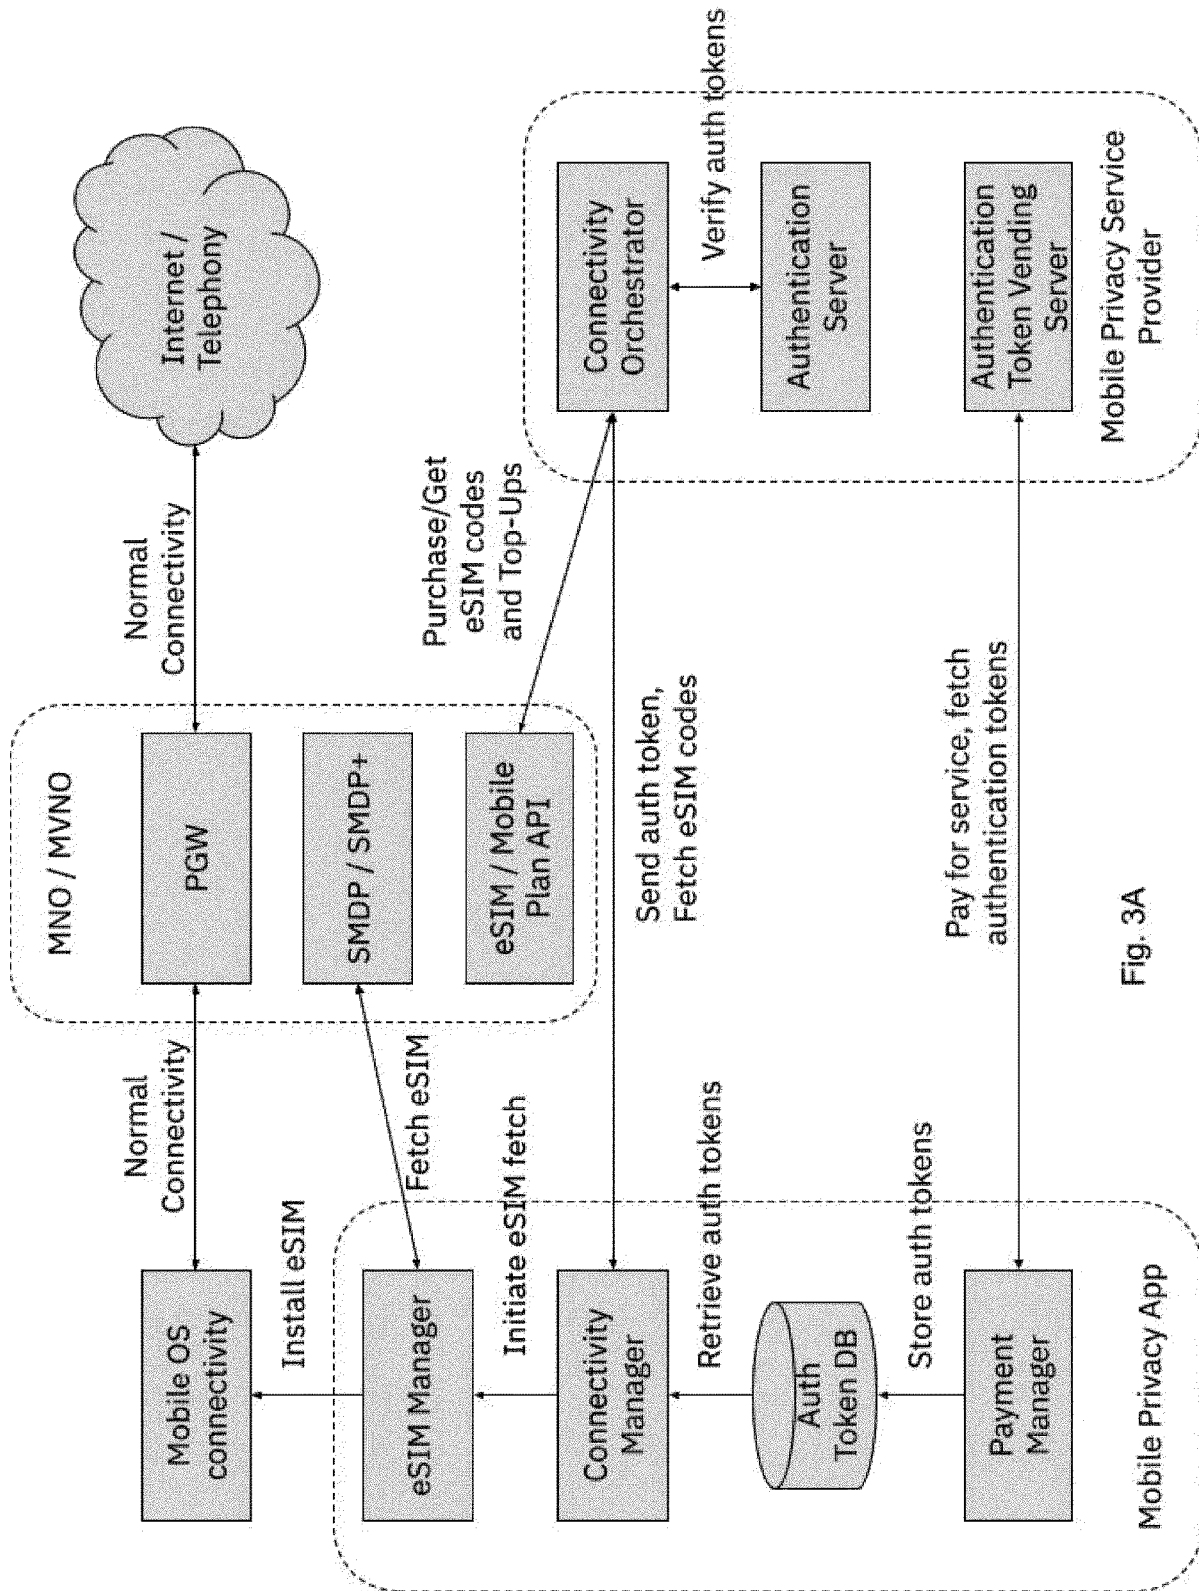 MNO / MVNO
Mobile OS
connectivity
Normal
Connectivity
PGW
Normal
Connectivity
Internet /
Telephony
Install eSIM
eSIM Manager
Fetch eSIM
SMDP / SMDP+
Initiate eSIM fetch
eSIM / Mobile
Plan API
Purchase/Get
eSIM codes
and Top-Ups
Connectivity
Manager
Send auth token,
Fetch eSIM codes
Connectivity
Orchestrator
Retrieve auth tokens
Verify auth tokens
Auth
Token DB
Authentication
Server
Store auth tokens
Payment
Manager
Pay for service, fetch
authentication tokens
Authentication
Token Vending
Server
Mobile Privacy App
Mobile Privacy Service
Provider
Fig. 3A